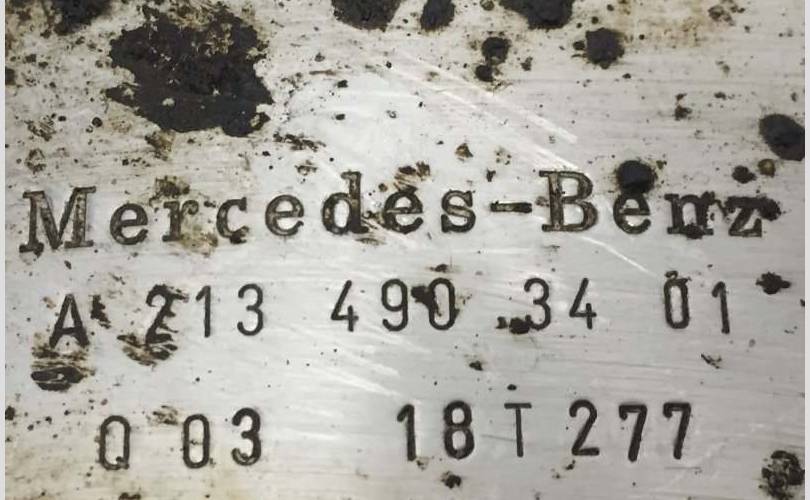 Mercedes-Benz
A 213 490 34 01
Q 03 18T277